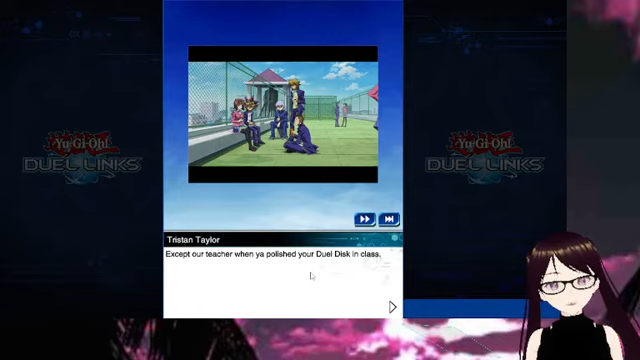 Yu-Gi-Oh!
DUEL LINKS
Yu-Gi-Oh!
DUEL LINKS
Tristan Taylor
Except our teacher when ya polished your Duel Disk in class.